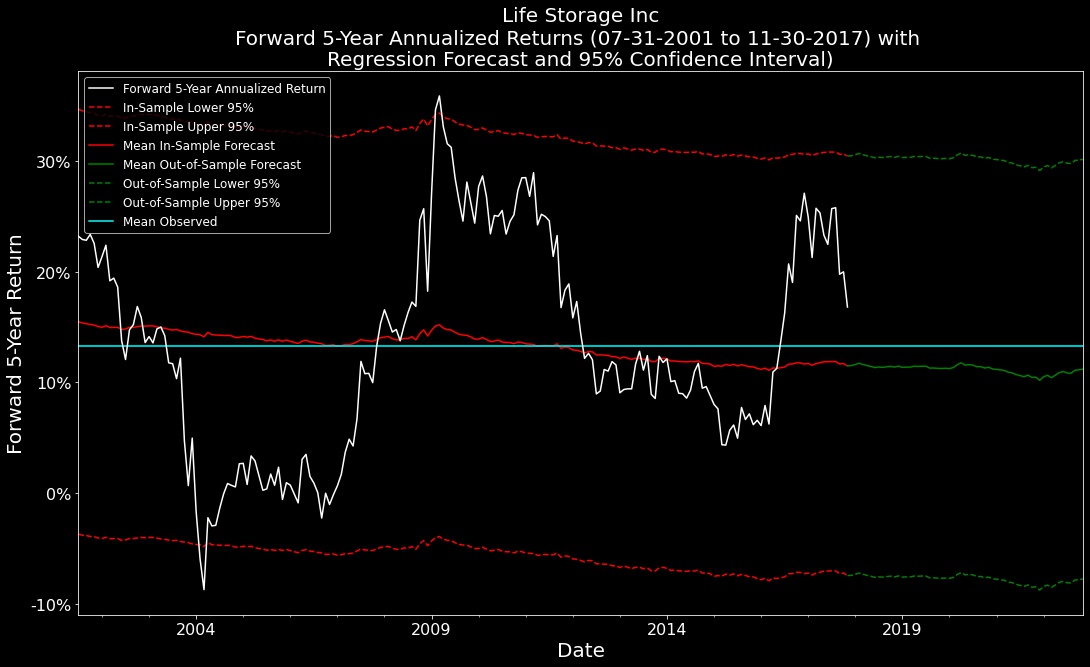 Life Storage Inc
Forward 5-Year Annualized Returns (07-31-2001 to 11-30-2017) with
Regression Forecast and 95% Confidence Interval)
Forward 5-Year Annualized Return
In-Sample Lower 95%
In-Sample Upper 95%
Mean In-Sample Forecast
Mean Out-of-Sample Forecast
Out-of-Sample Lower 95%
Out-of-Sample Upper 95%
Mean Observed
Forward 5-Year Return
30%
20%
10%
0%
-10%
2004
2009
2014
2019
Date